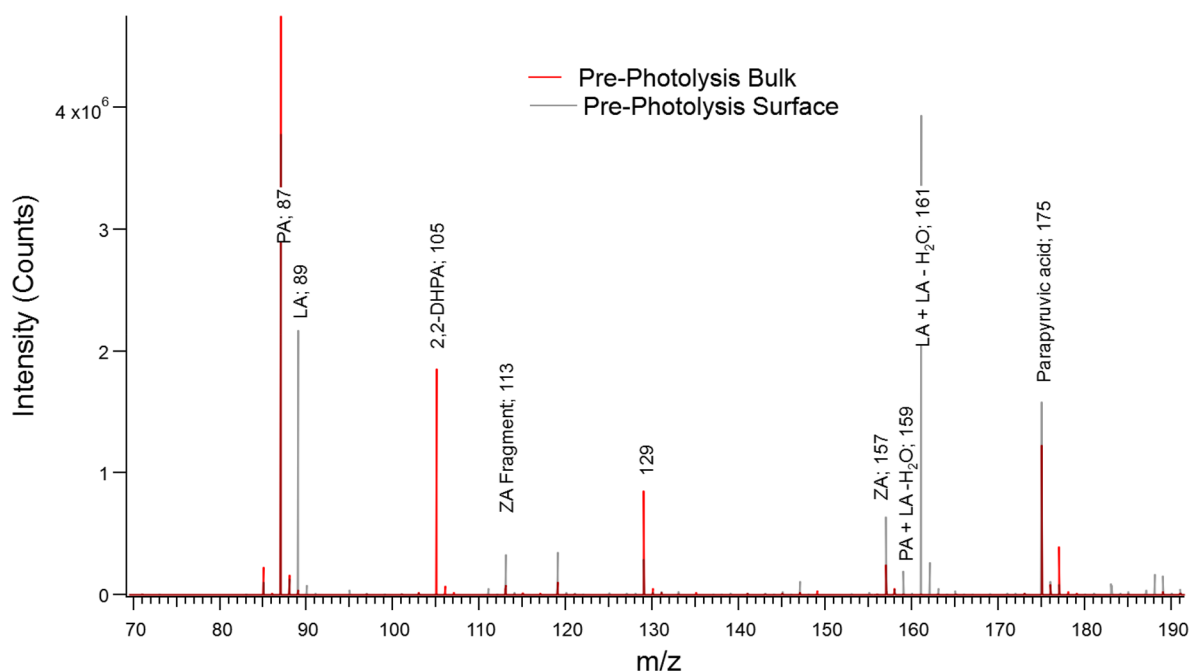 Pre-Photolysis Bulk
Pre-Photolysis Surface
4 x10⁶
3
2
1
0
Intensity (Counts)
PA; 87
LA; 89
2,2-DHPA; 105
ZA Fragment; 113
129
ZA; 157
PA + LA -H₂O; 159
LA + LA - H₂O; 161
Parapyruvic acid; 175
70 80 90 100 110 120 130 140 150 160 170 180 190
m/z